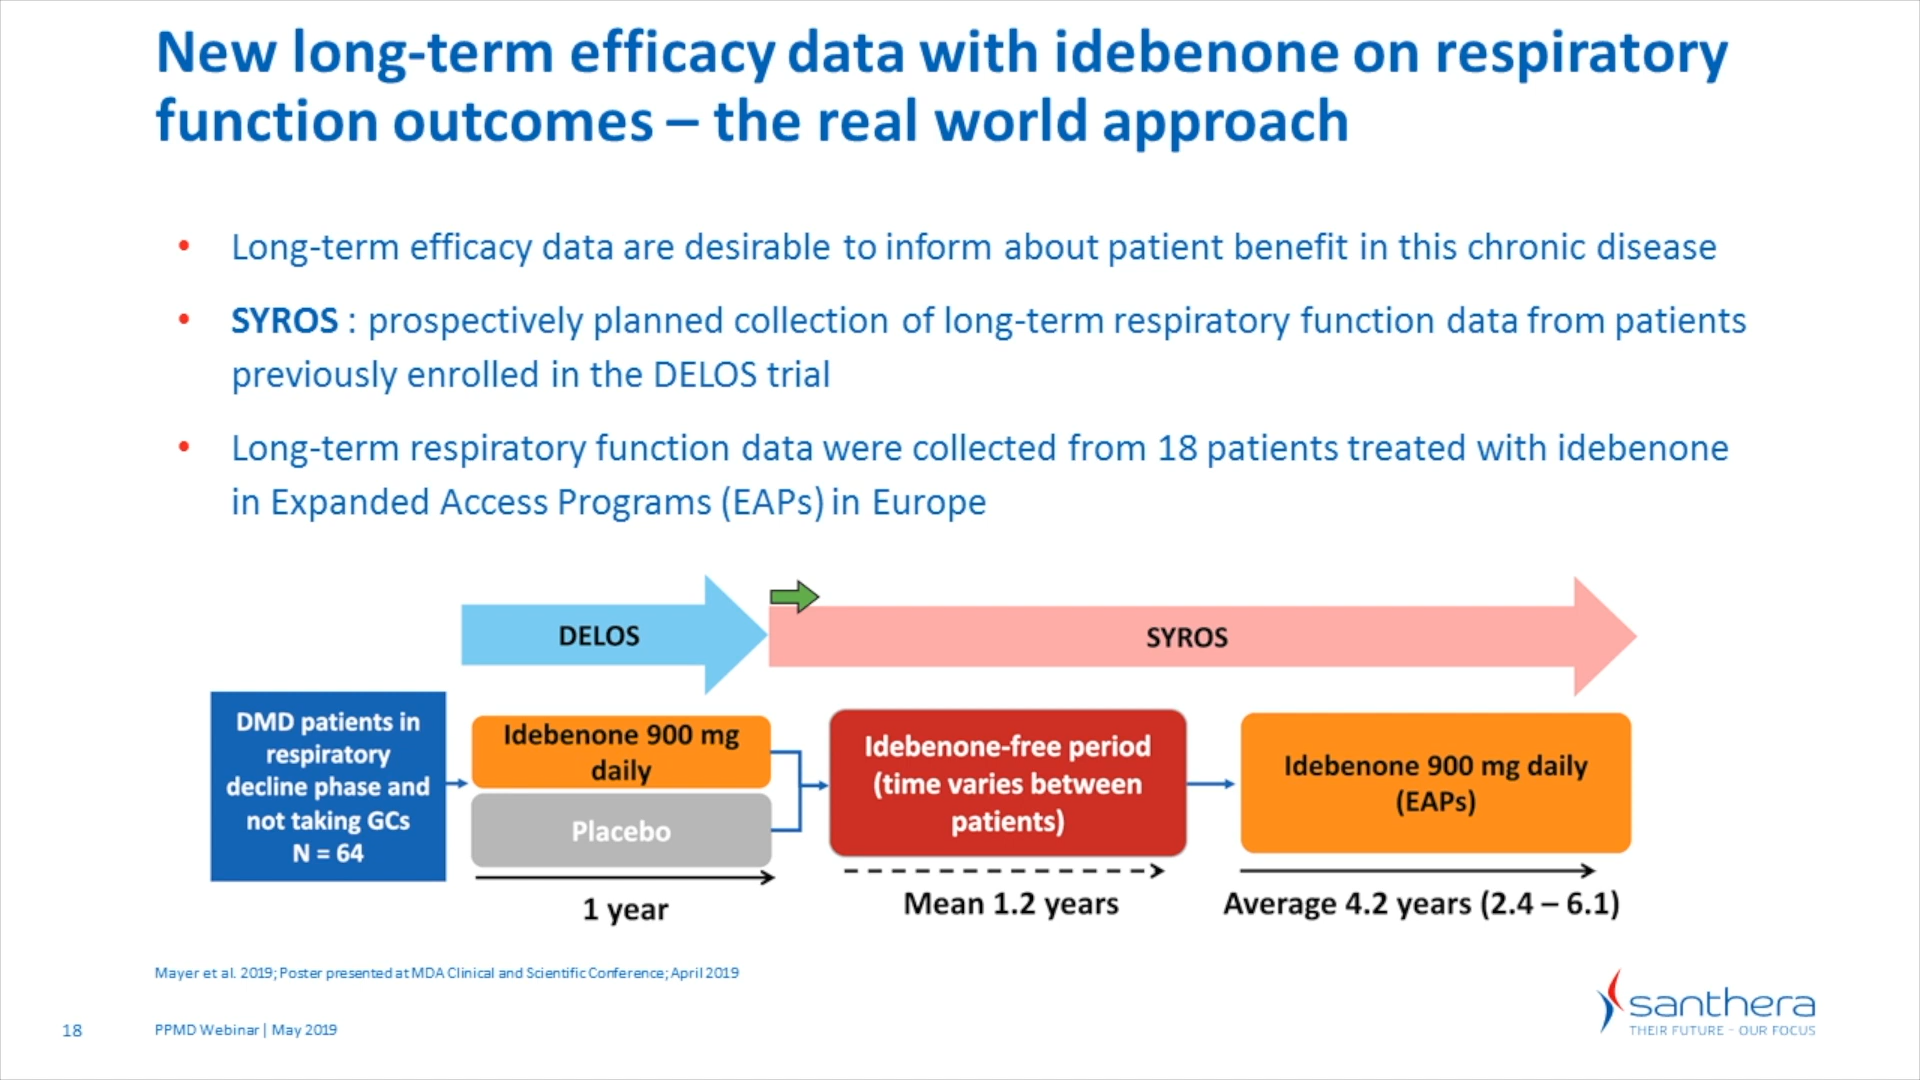 New long-term efficacy data with idebenone on respiratory
function outcomes – the real world approach
• Long-term efficacy data are desirable to inform about patient benefit in this chronic disease
• SYROS : prospectively planned collection of long-term respiratory function data from patients
previously enrolled in the DELOS trial
• Long-term respiratory function data were collected from 18 patients treated with idebenone
in Expanded Access Programs (EAPs) in Europe
DELOS
SYROS
DMD patients in
respiratory
decline phase and
not taking GCs
N = 64
Idebenone 900 mg
daily
Placebo
1 year
Idebenone-free period
(time varies between
patients)
Mean 1.2 years
Idebenone 900 mg daily
(EAPs)
Average 4.2 years (2.4 – 6.1)
Mayer et al. 2019; Poster presented at MDA Clinical and Scientific Conference; April 2019
18
PPMD Webinar | May 2019
santhera
THEIR FUTURE - OUR FOCUS